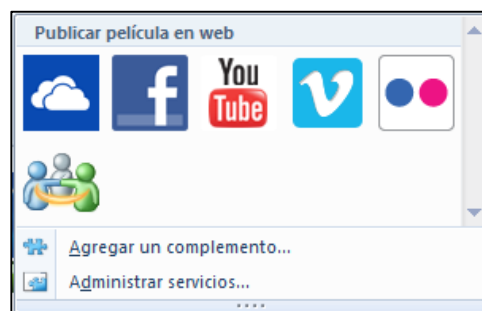 Publicar película en web
f
You
Tube
v
Agregar un complemento...
Administrar servicios...